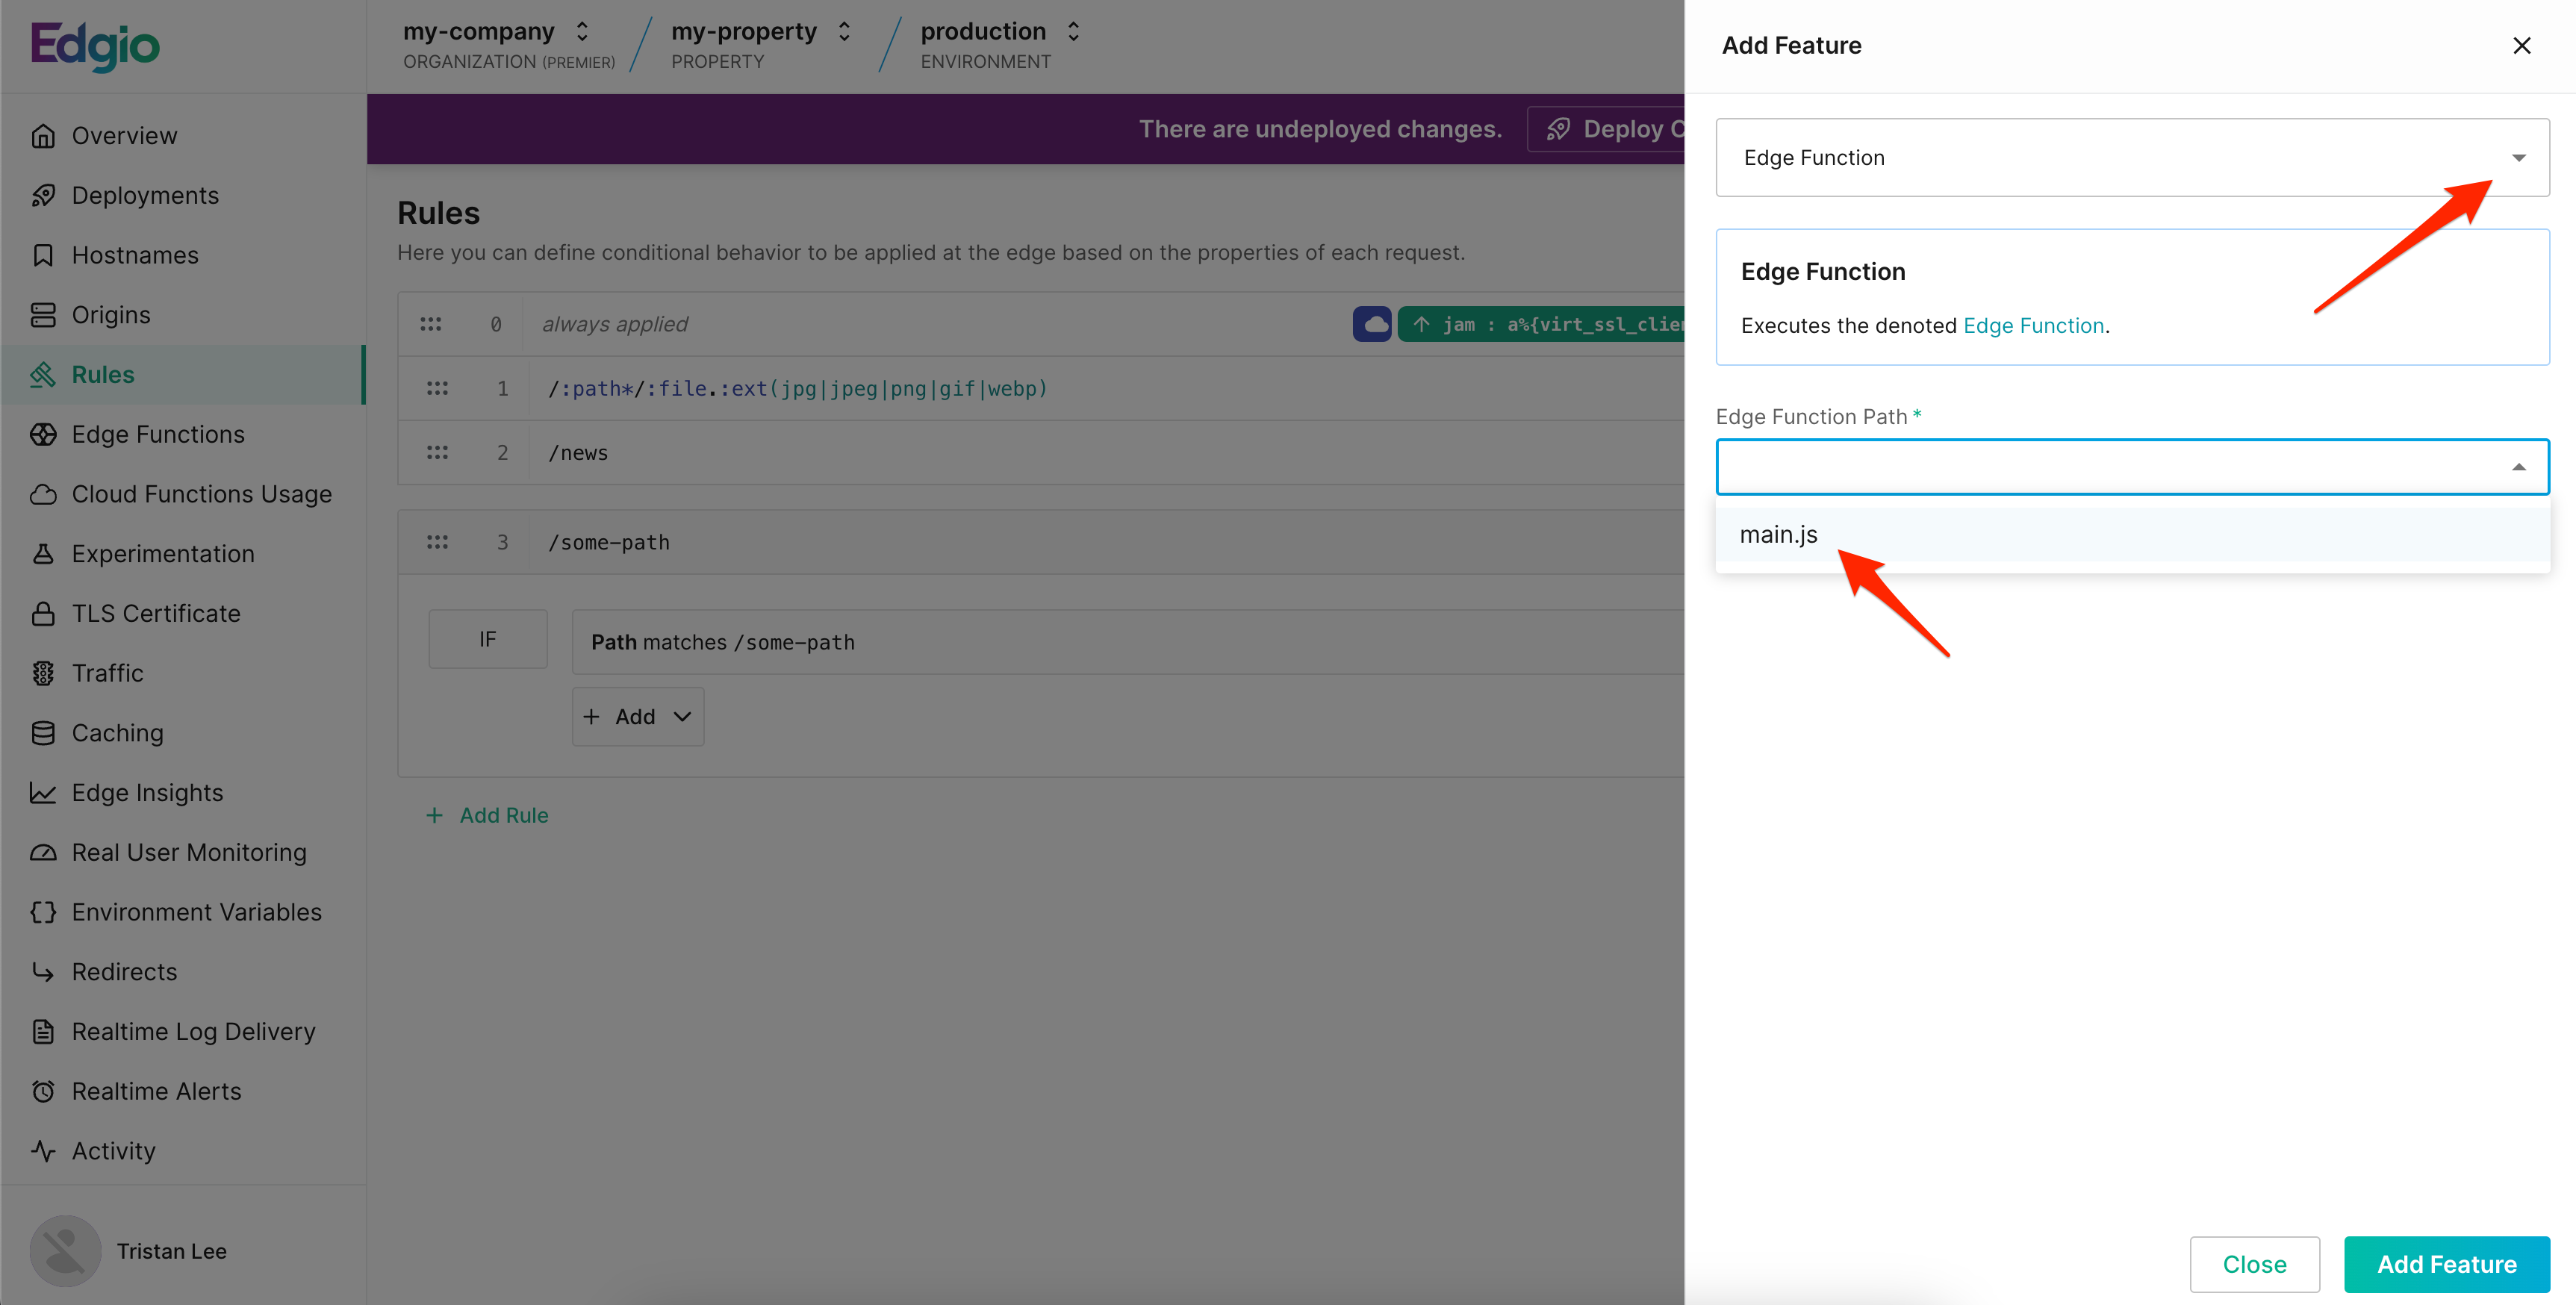 Edgio
my-company
ORGANIZATION (PREMIER)
my-property
PROPERTY
production
ENVIRONMENT
Overview
Deployments
Hostnames
Origins
Rules
Edge Functions
Cloud Functions Usage
Experimentation
TLS Certificate
Traffic
Caching
Edge Insights
Real User Monitoring
Environment Variables
Redirects
Realtime Log Delivery
Realtime Alerts
Activity
Tristan Lee
There are undeployed changes.
Deploy
Rules
Here you can define conditional behavior to be applied at the edge based on the properties of each request.
0 always applied jam : a%{virt_ssl_clien
1 /:path*/:file.:ext(jpg|jpeg|png|gif|webp)
2 /news
3 /some-path
IF Path matches /some-path
+ Add
+ Add Rule
Add Feature
Edge Function
Edge Function
Executes the denoted Edge Function.
Edge Function Path *
main.js
Close
Add Feature